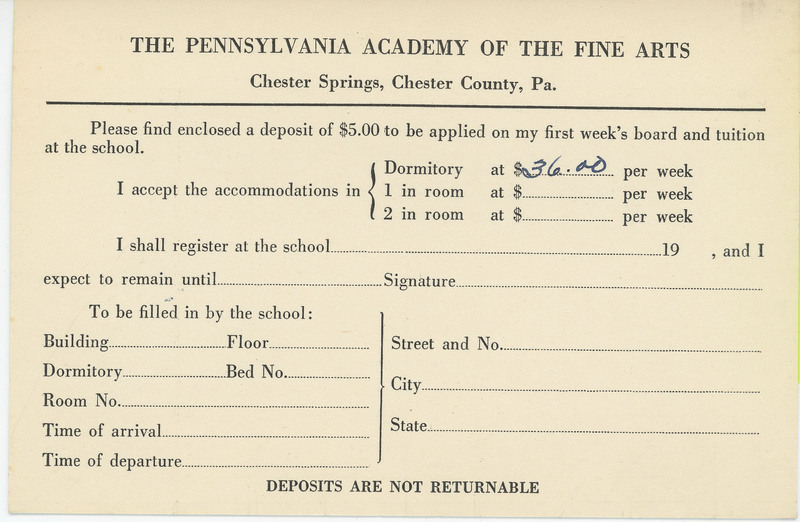 THE PENNSYLVANIA ACADEMY OF THE FINE ARTS
Chester Springs, Chester County, Pa.
Please find enclosed a deposit of $5.00 to be applied on my first week's board and tuition
at the school.
I accept the accommodations in
Dormitory at $36.00 per week
1 in room at $ per week
2 in room at $ per week
I shall register at the school 19 , and I
expect to remain until Signature
To be filled in by the school:
Building Floor
Dormitory Bed No.
Room No.
Time of arrival
Time of departure
Street and No.
City
State
DEPOSITS ARE NOT RETURNABLE